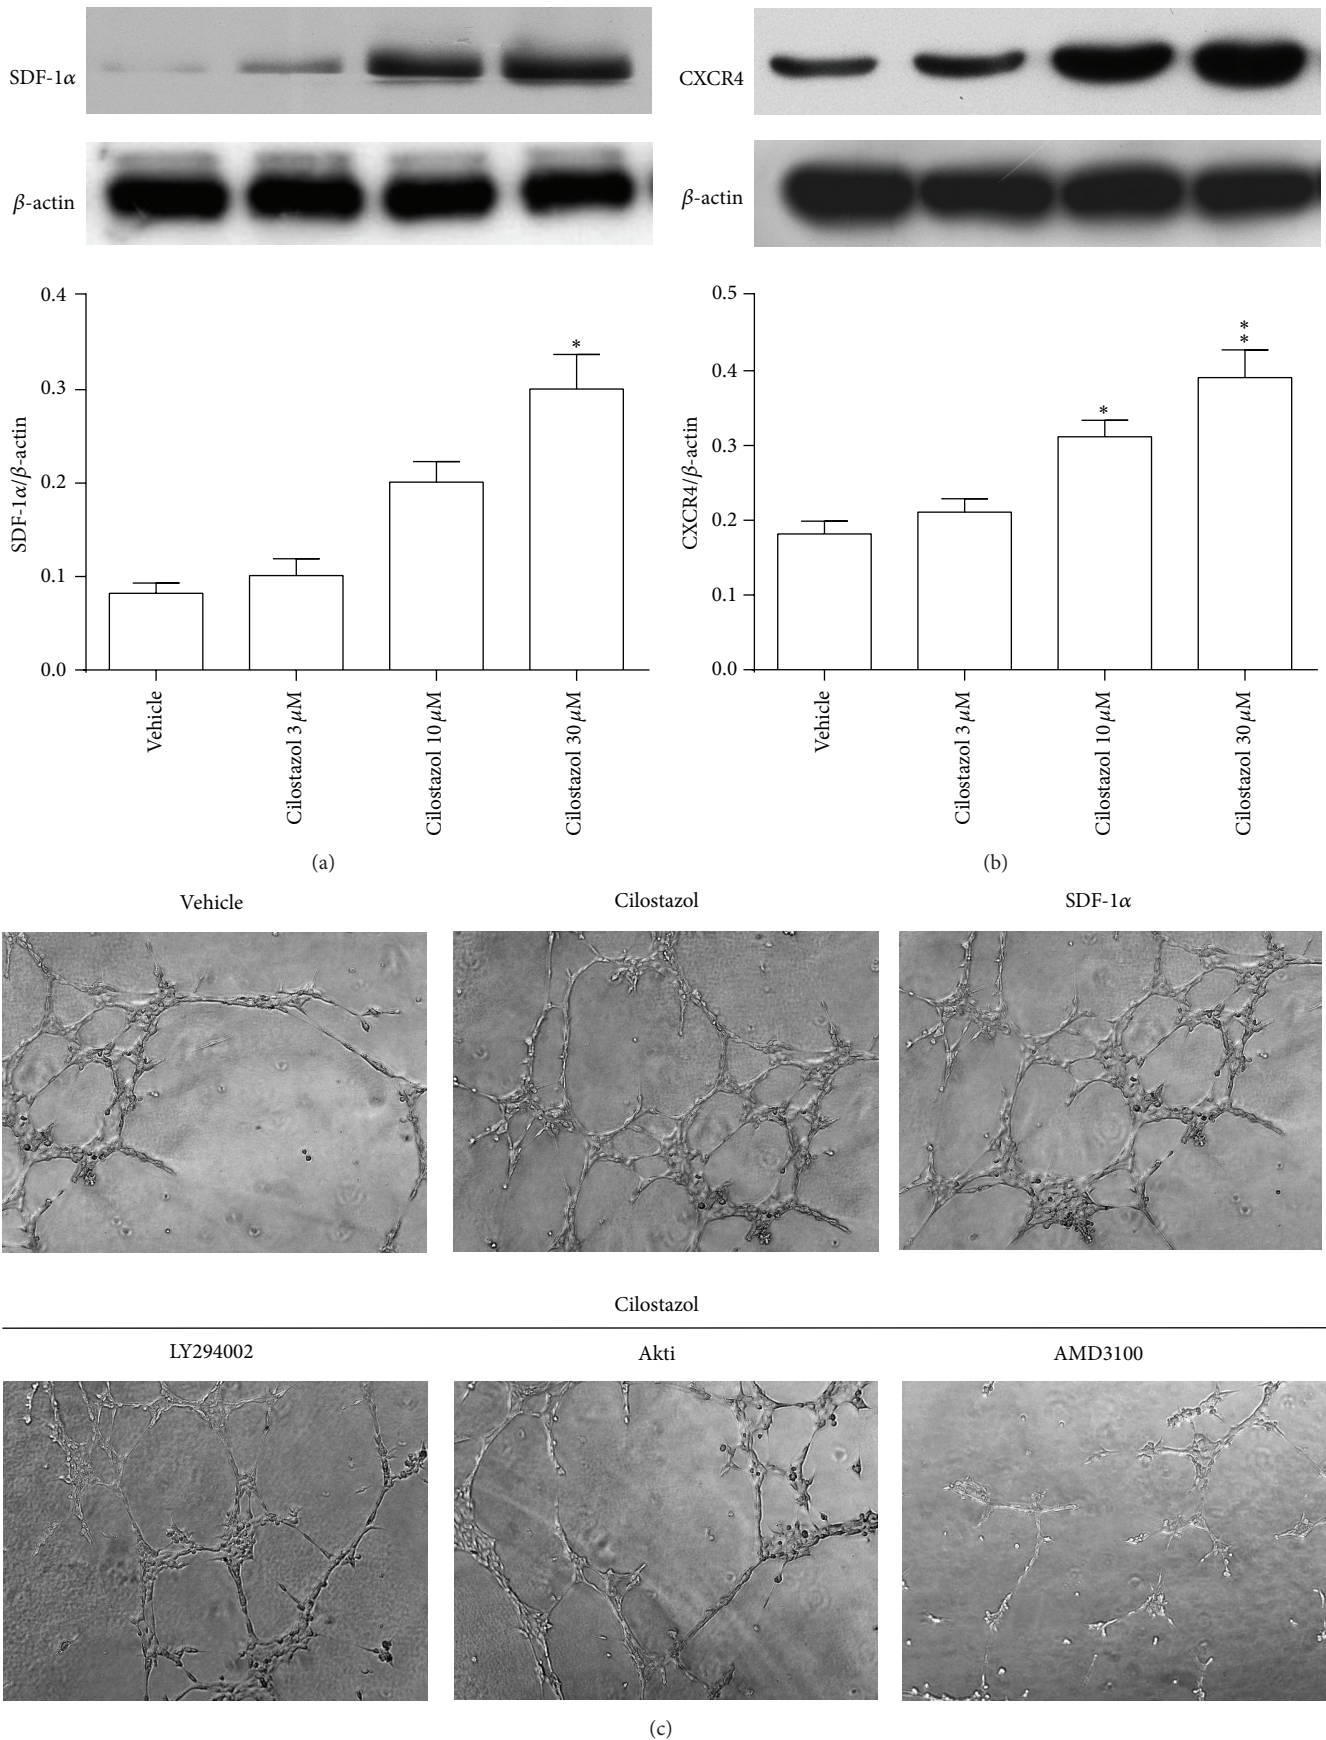 SDF-1α
β-actin
0.4
0.3
0.2
0.1
0.0
SDF-1α/β-actin
*
Vehicle
Cilostazol 3 μM
Cilostazol 10 μM
Cilostazol 30 μM
(a)
CXCR4
β-actin
0.5
0.4
0.3
0.2
0.1
0.0
CXCR4/β-actin
*
*
*
Vehicle
Cilostazol 3 μM
Cilostazol 10 μM
Cilostazol 30 μM
(b)
Vehicle
Cilostazol
SDF-1α
Cilostazol
LY294002
Akti
AMD3100
(c)